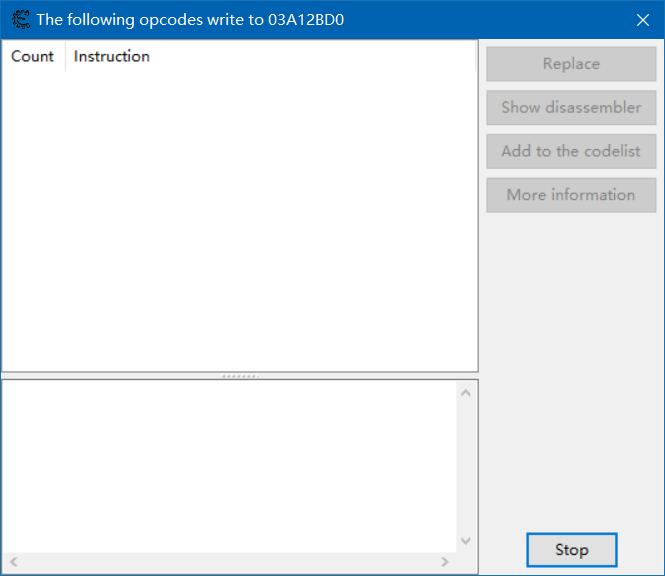 The following opcodes write to 03A12BD0
Count Instruction
Replace
Show disassembler
Add to the codelist
More information
Stop